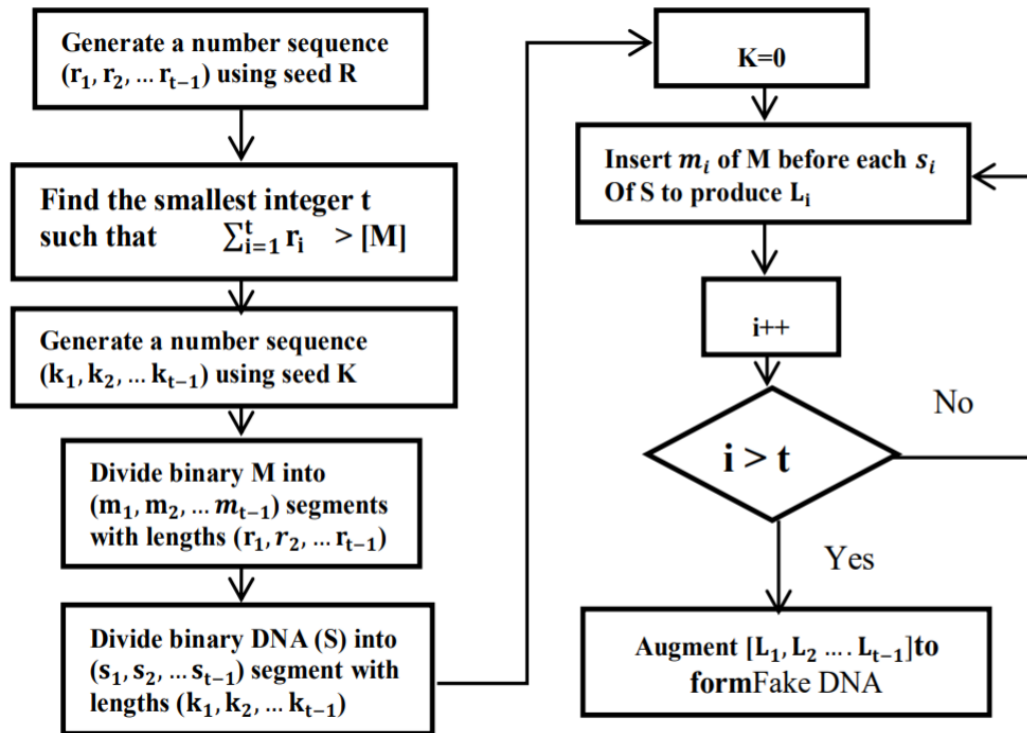 Generate a number sequence
(r₁, r₂, … rₜ₋₁) using seed R
Find the smallest integer t
such that ∑ᵢ₌₁ᵗ rᵢ > [M]
Generate a number sequence
(k₁, k₂, … kₜ₋₁) using seed K
Divide binary M into
(m₁, m₂, … mₜ₋₁) segments
with lengths (r₁, r₂, … rₜ₋₁)
Divide binary DNA (S) into
(s₁, s₂, … sₜ₋₁) segment with
lengths (k₁, k₂, … kₜ₋₁)
K=0
Insert mᵢ of M before each sᵢ
Of S to produce Lᵢ
i++
i > t
No
Yes
Augment [L₁, L₂ …. Lₜ₋₁]to
formFake DNA